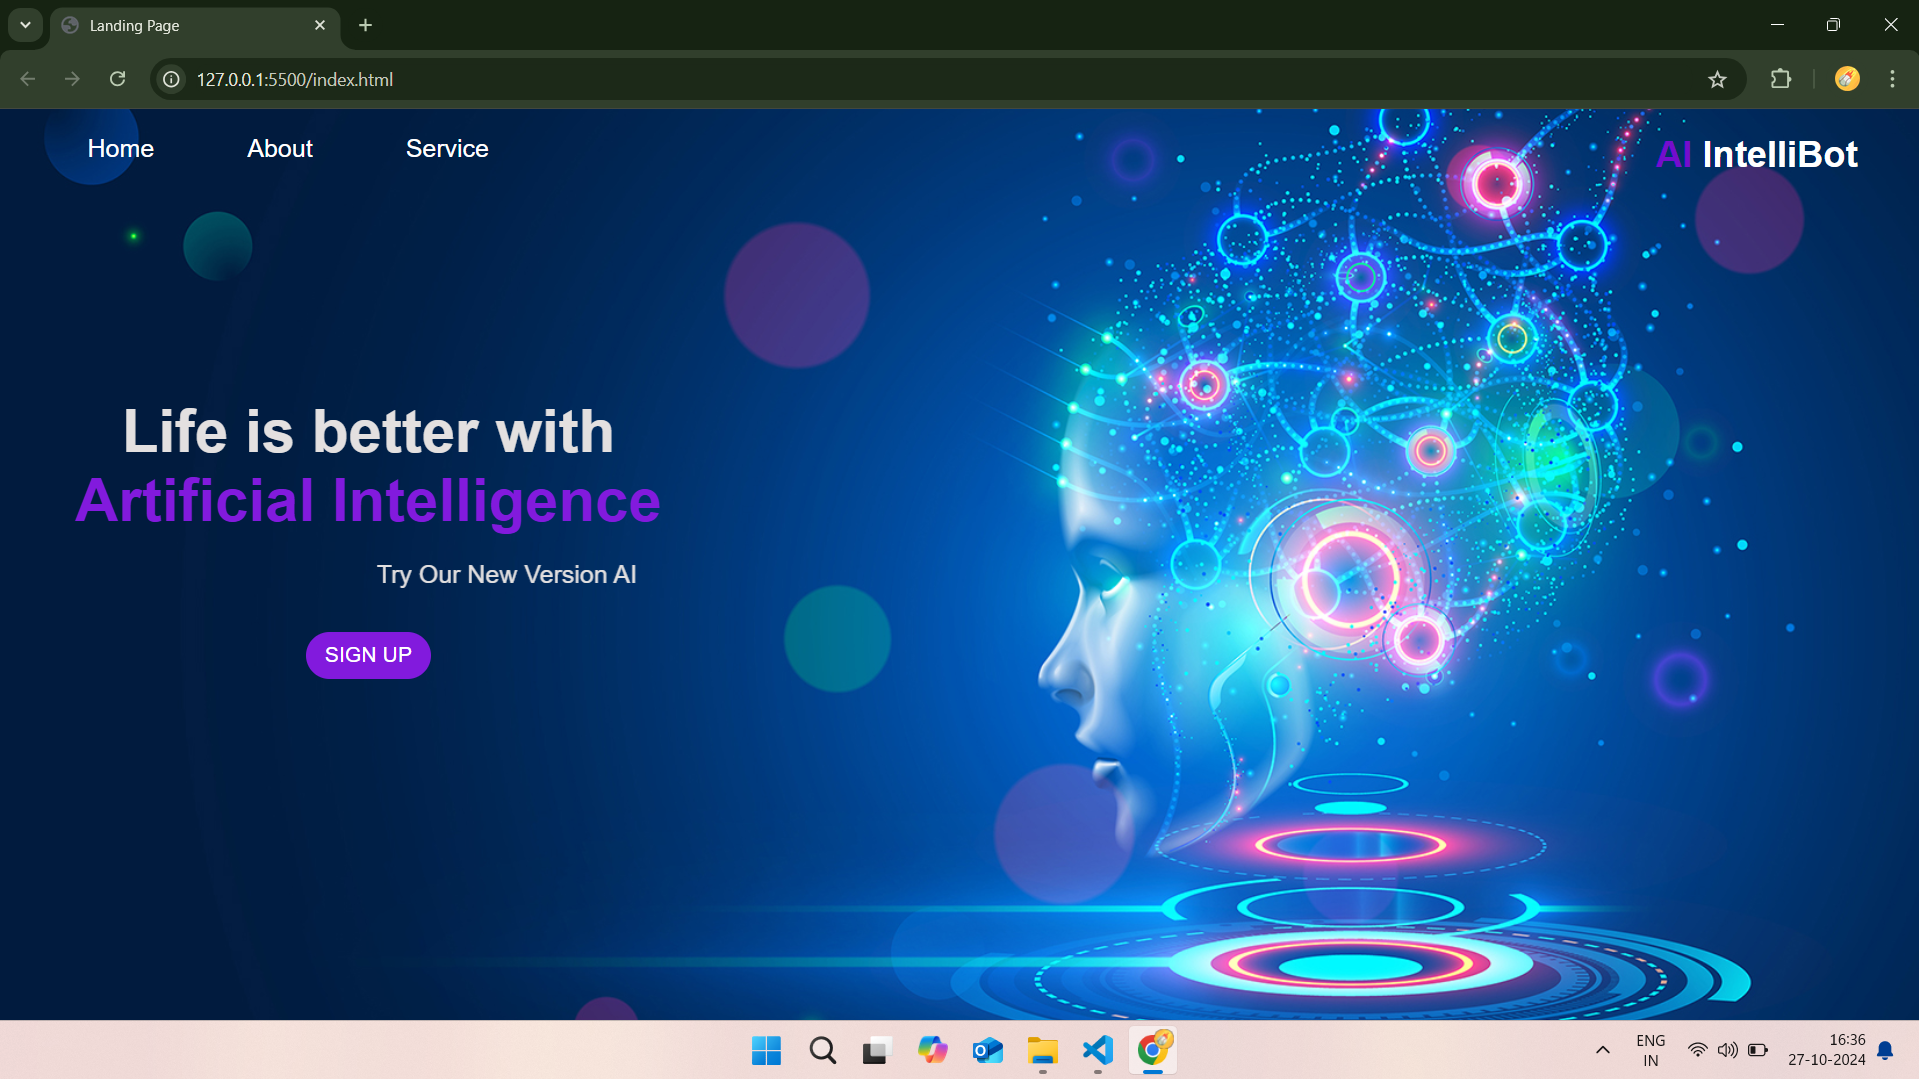 Landing Page
127.0.0.1:5500/index.html
Home About Service
AI IntelliBot
Life is better with
Artificial Intelligence
Try Our New Version AI
SIGN UP
ENG
IN
16:36
27-10-2024